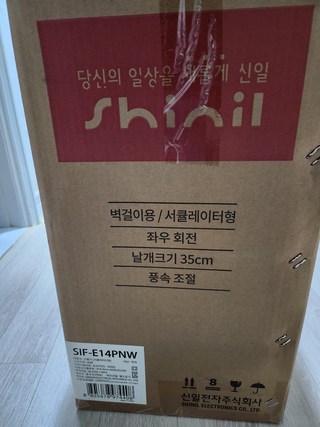 당신의 일상을 새롭게 신일
Shinil
벽걸이용 / 서큘레이터형
좌우 회전
날개크기 35cm
풍속 조절
SIF-E14PNW
8
신일전자주식회사
SHINIL ELECTRONICS CO., LTD.